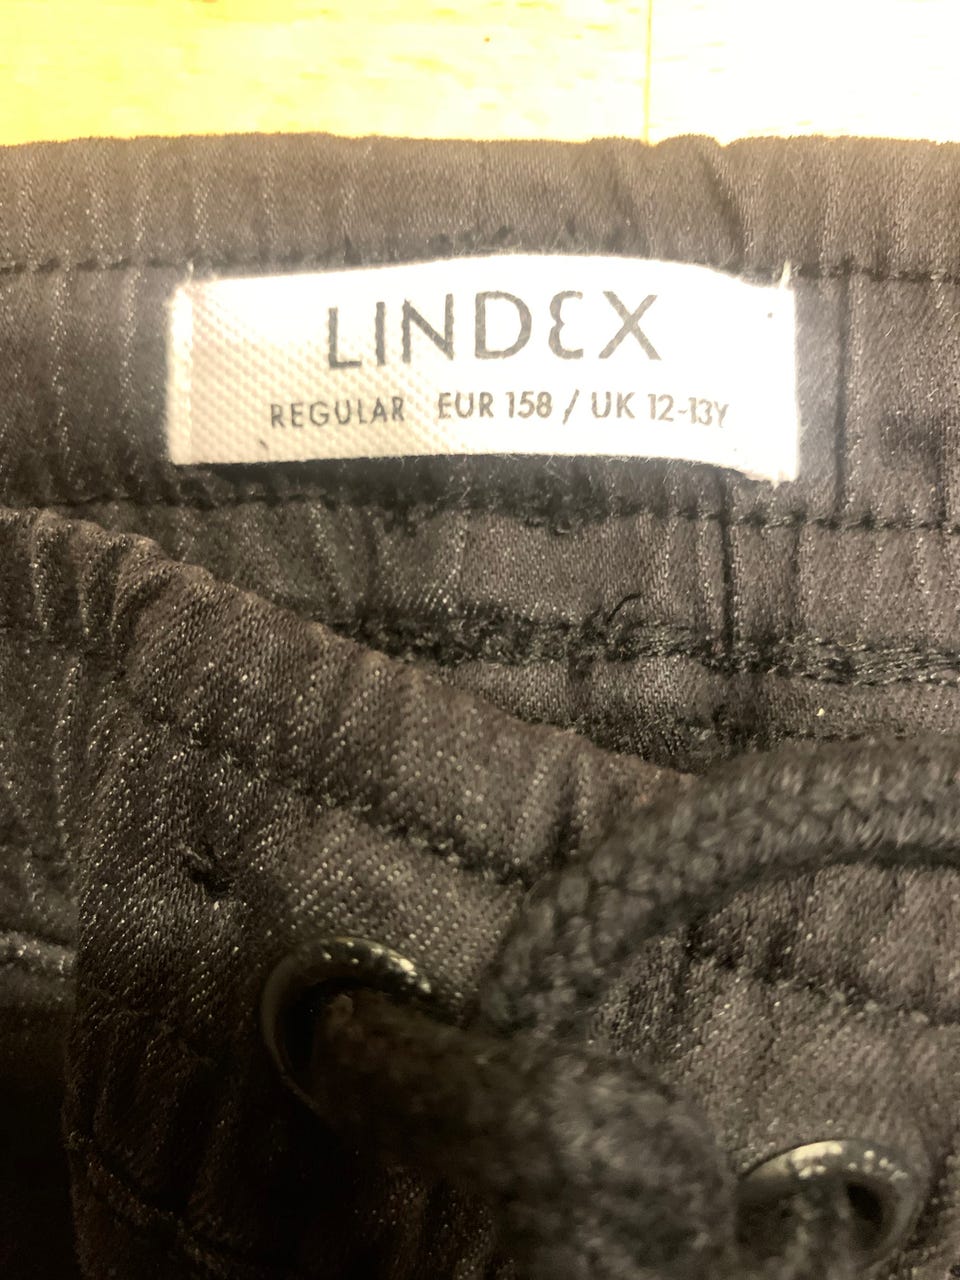 LINDEX
REGULAR EUR 158 / UK 12-13Y